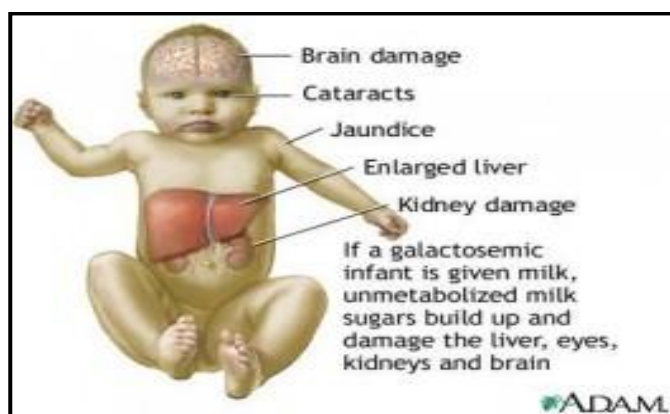 Brain damage
Cataracts
Jaundice
Enlarged liver
Kidney damage
If a galactosemic
infant is given milk,
unmetabolized milk
sugars build up and
damage the liver, eyes,
kidneys and brain
A.D.A.M.